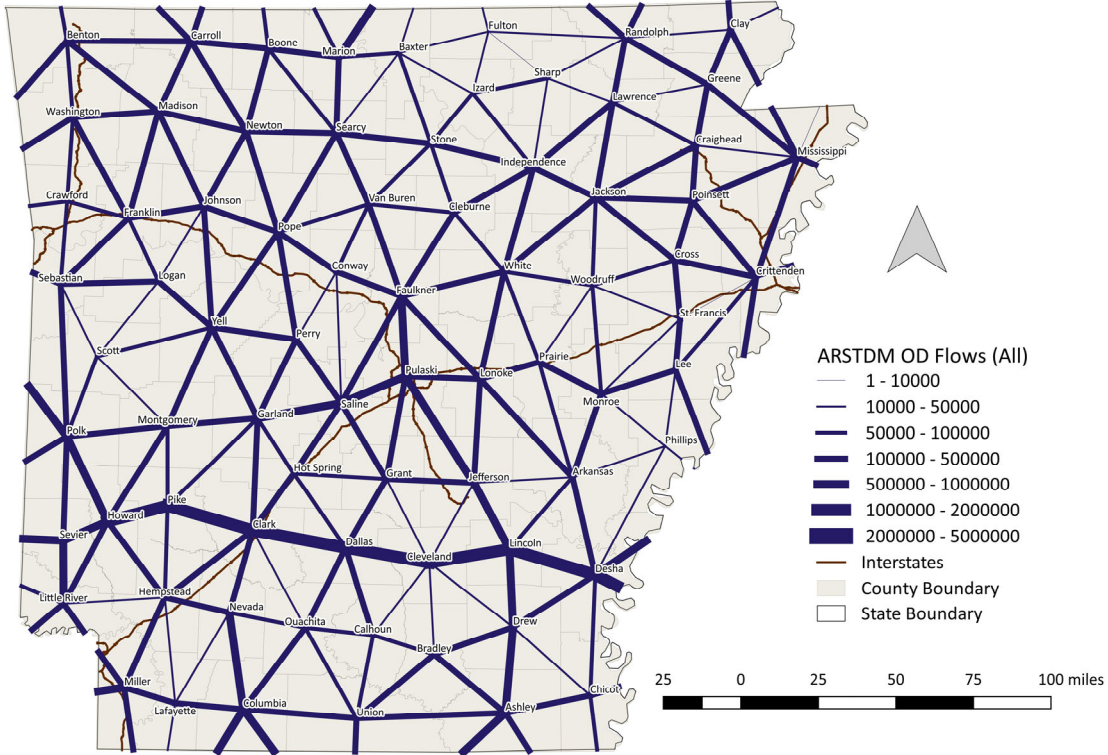 Benton
Carroll
Boone
Marion
Baxter
Fulton
Randolph
Clay
Sharp
Izard
Greene
Lawrence
Washington
Madison
Newton
Searcy
Stone
Independence
Craighead
Mississippi
Crawford
Franklin
Johnson
Van Buren
Cleburne
Jackson
Poinsett
Pope
Sebastian
Logan
Conway
Faulkner
White
Woodruff
Cross
Crittenden
Scott
Yell
Perry
St. Francis
Pulaski
Lonoke
Prairie
Lee
Polk
Montgomery
Garland
Saline
Monroe
Phillips
Hot Spring
Grant
Jefferson
Arkansas
Sevier
Howard
Pike
Clark
Dallas
Cleveland
Lincoln
Desha
Little River
Hempstead
Nevada
Ouachita
Calhoun
Bradley
Drew
Miller
Lafayette
Columbia
Union
Ashley
Chicot
ARSTDM OD Flows (All)
1 - 10000
10000 - 50000
50000 - 100000
100000 - 500000
500000 - 1000000
1000000 - 2000000
2000000 - 5000000
Interstates
County Boundary
State Boundary
25 0 25 50 75 100 miles